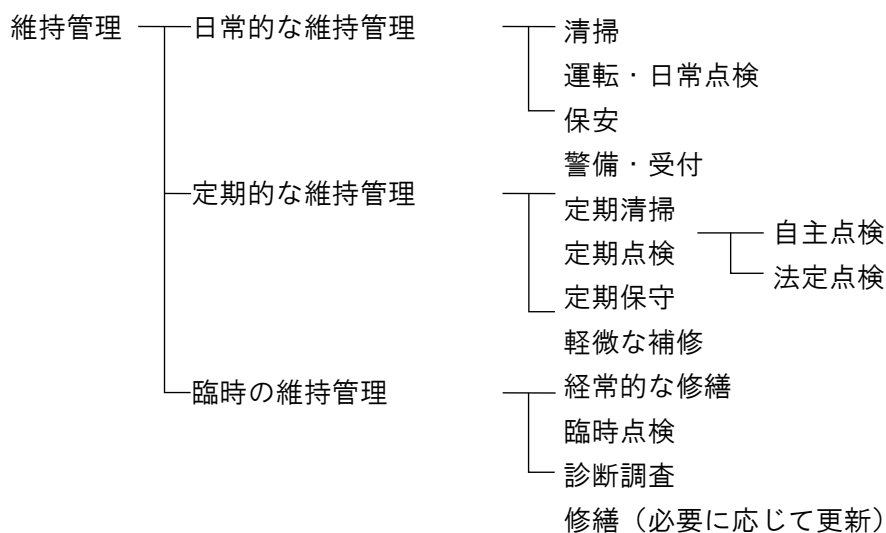 維持管理
日常的な維持管理
清掃
運転・日常点検
保安
警備・受付
定期的な維持管理
定期清掃
定期点検
自主点検
法定点検
定期保守
軽微な補修
臨時の維持管理
経常的な修繕
臨時点検
診断調査
修繕（必要に応じて更新）